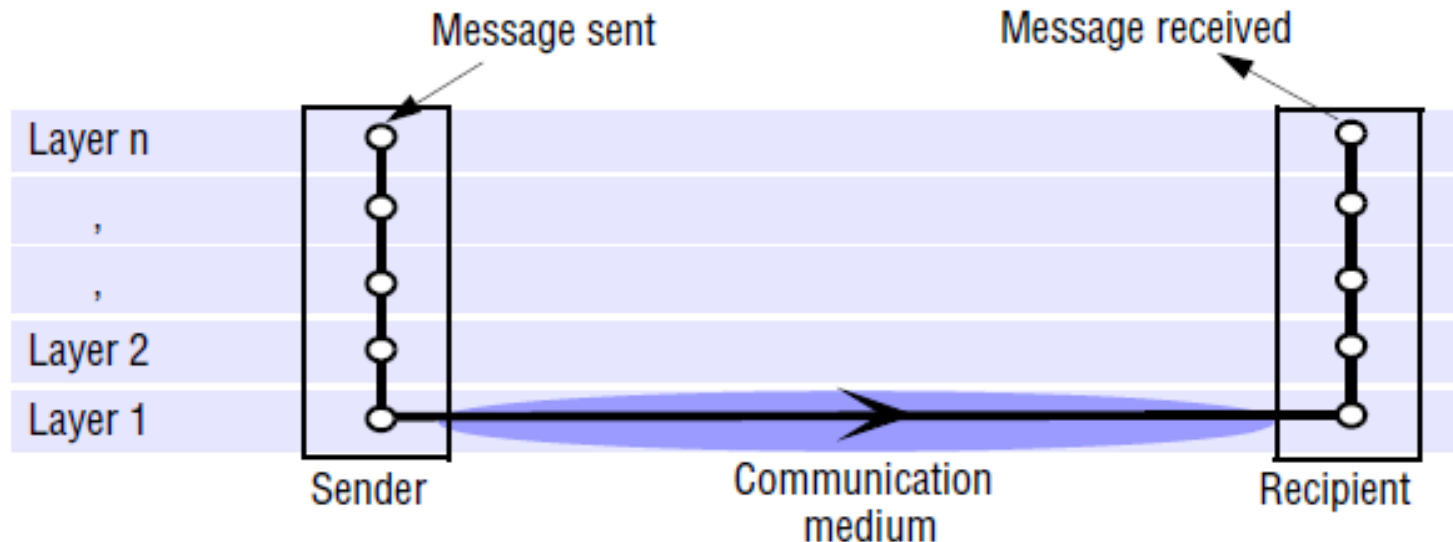 Message sent
Message received
Layer n
,
,
Layer 2
Layer 1
Sender
Communication
medium
Recipient